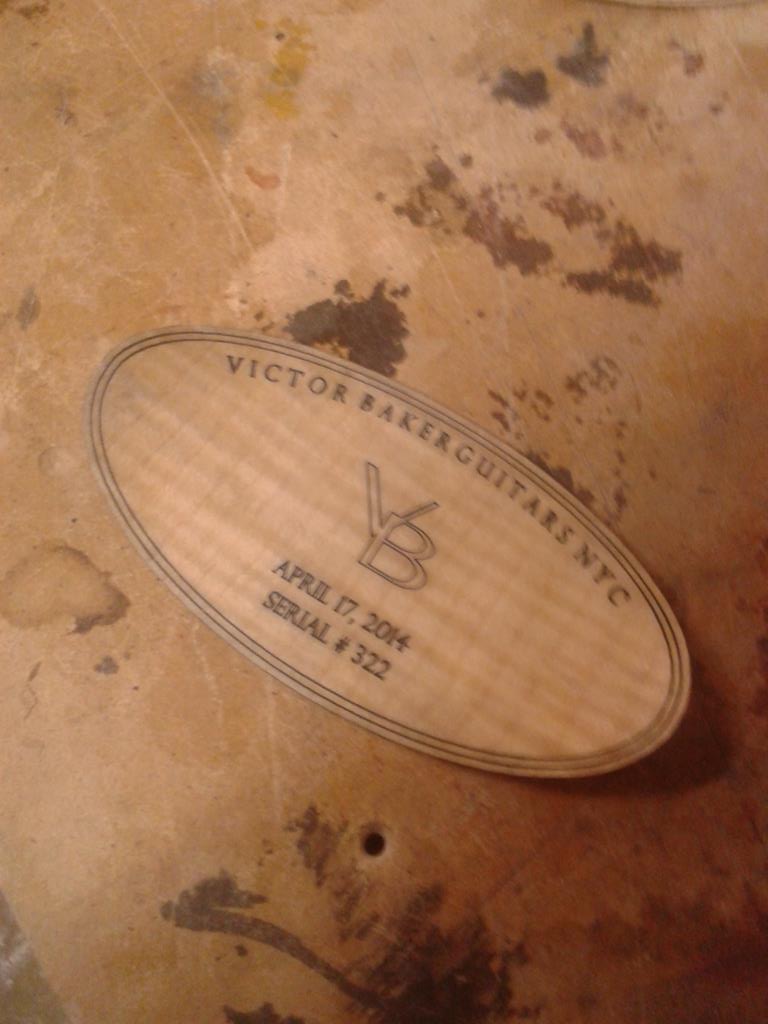 VICTOR BAKER GUITARS NYC
VB
APRIL 17, 2014
SERIAL # 322